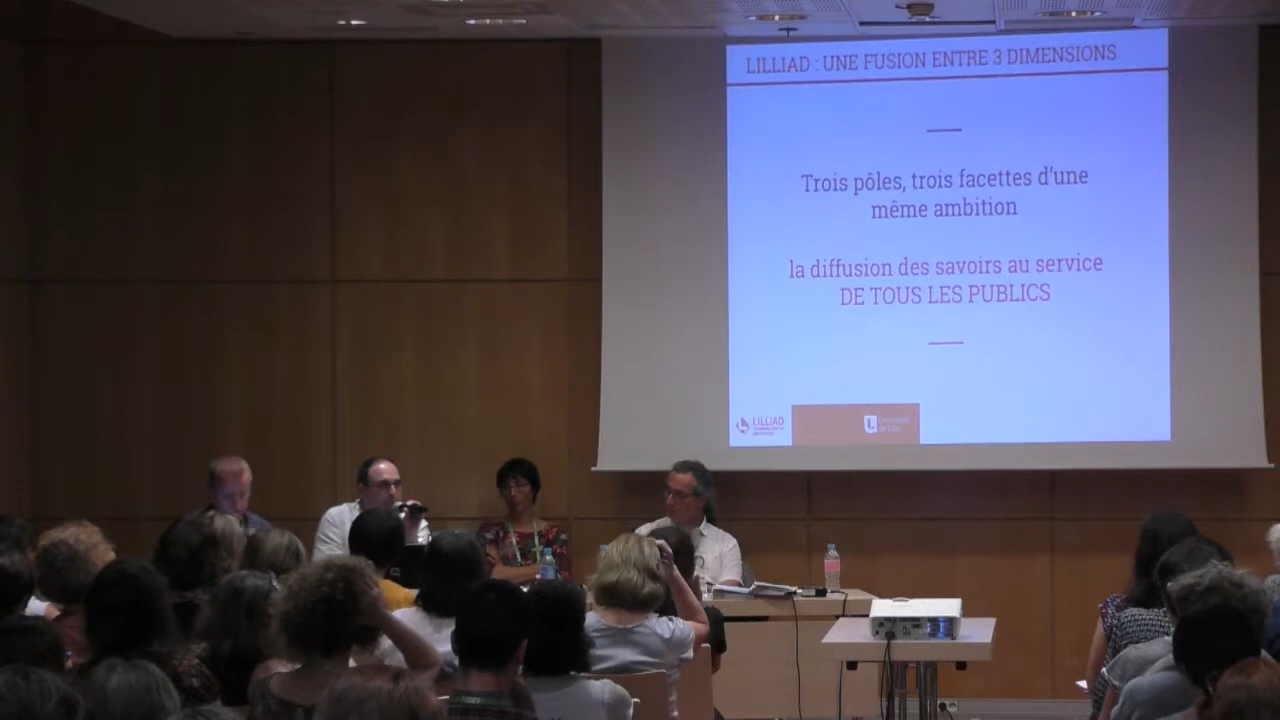 LILLIAD : UNE FUSION ENTRE 3 DIMENSIONS
Trois pôles, trois facettes d'une
même ambition
la diffusion des savoirs au service
DE TOUS LES PUBLICS
LILLIAD